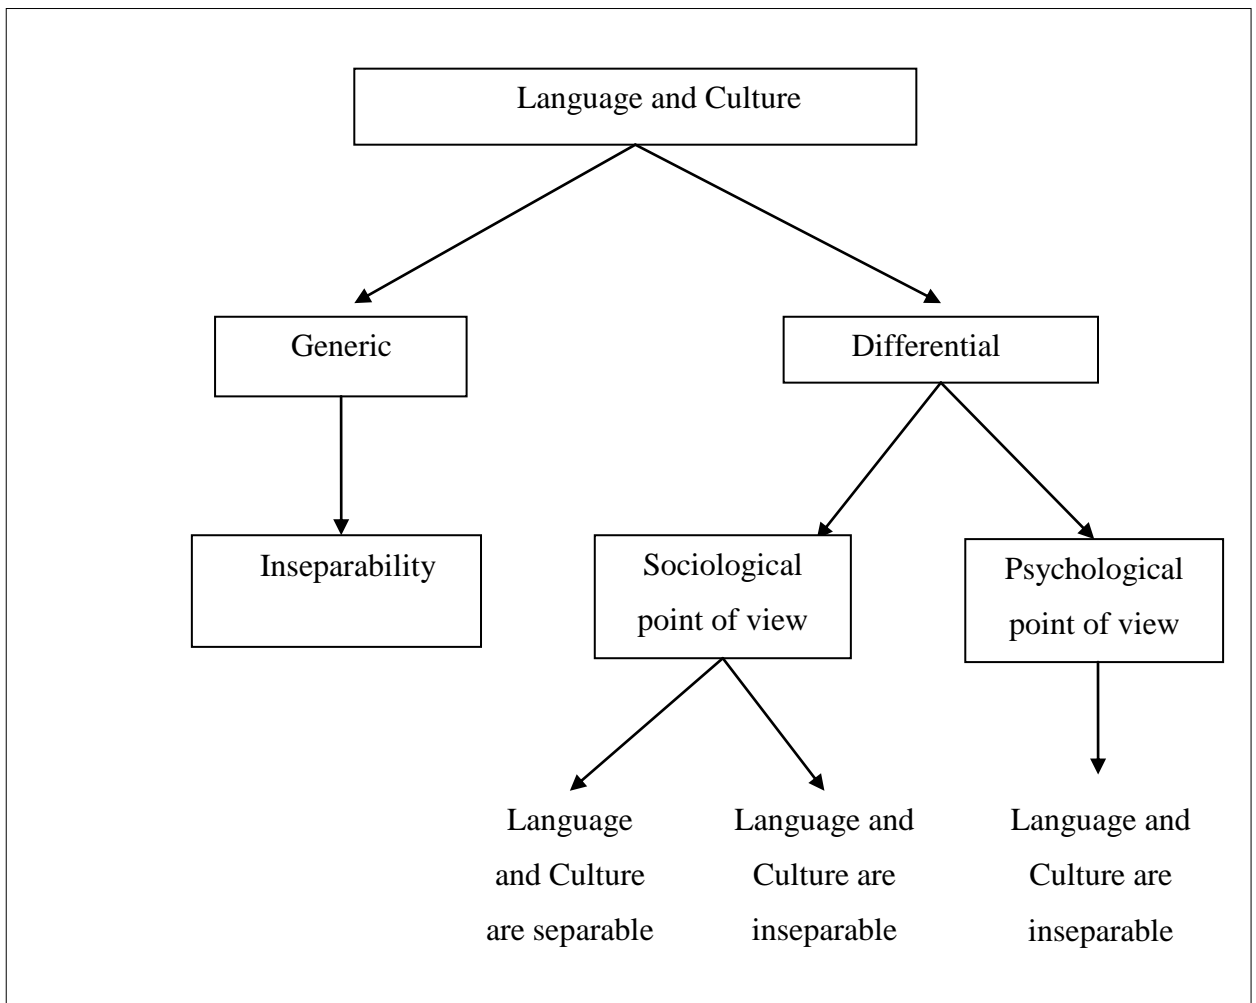 Language and Culture
Generic
Differential
Inseparability
Sociological
point of view
Psychological
point of view
Language
and Culture
are separable
Language and
Culture are
inseparable
Language and
Culture are
inseparable